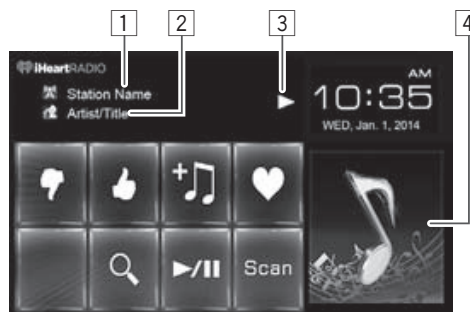 1 2 3 4
iHeartRADIO
Station Name
Artist/Title
AM
10:35
WED, Jan. 1, 2014
Scan